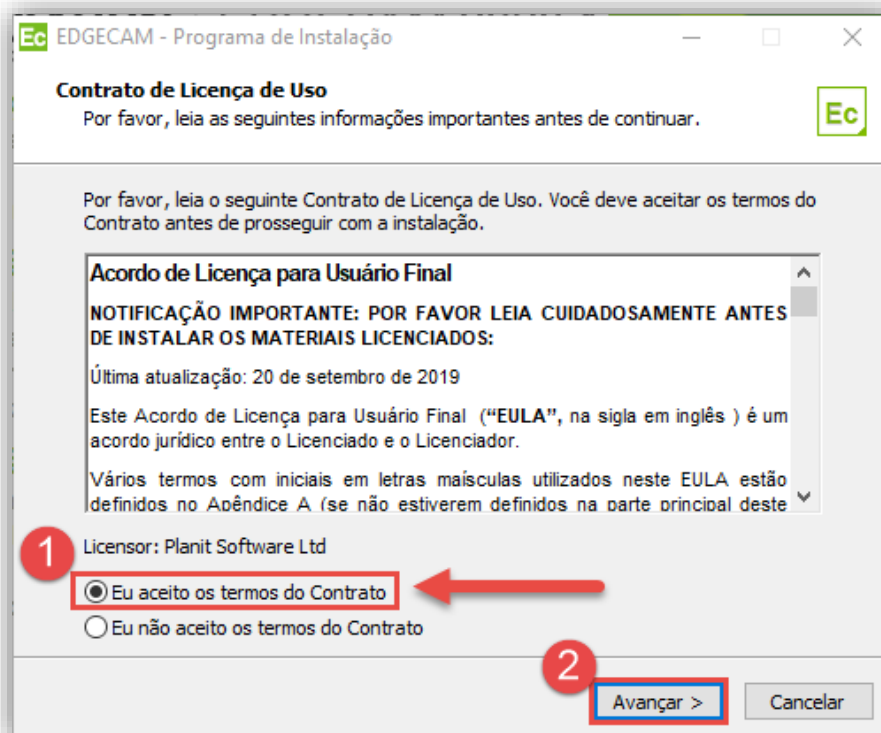 Ec EDGECAM - Programa de Instalação
Contrato de Licença de Uso
Por favor, leia as seguintes informações importantes antes de continuar.
Ec
Por favor, leia o seguinte Contrato de Licença de Uso. Você deve aceitar os termos do
Contrato antes de prosseguir com a instalação.
Acordo de Licença para Usuário Final
NOTIFICAÇÃO IMPORTANTE: POR FAVOR LEIA CUIDADOSAMENTE ANTES
DE INSTALAR OS MATERIAIS LICENCIADOS:
Última atualização: 20 de setembro de 2019
Este Acordo de Licença para Usuário Final (“EULA”, na sigla em inglês ) é um
acordo jurídico entre o Licenciado e o Licenciador.
Vários termos com iniciais em letras maísculas utilizados neste EULA estão
definidos no Apêndice A (se não estiverem definidos na parte principal deste
Licensor: Planit Software Ltd
1
Eu aceito os termos do Contrato
Eu não aceito os termos do Contrato
2
Avançar >
Cancelar